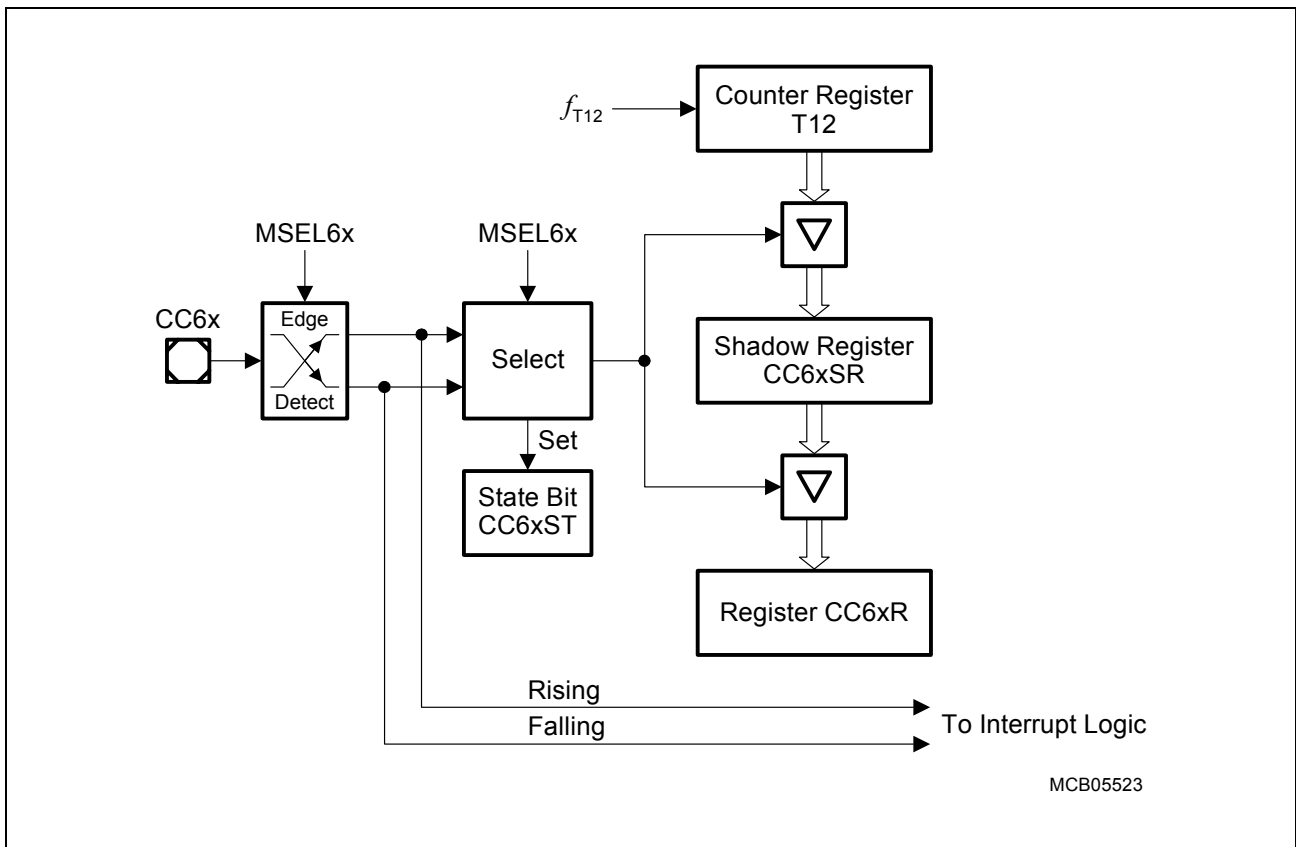 Counter Register
T12
fT12
MSEL6x
MSEL6x
CC6x
Edge
Detect
Select
Shadow Register
CC6xSR
Set
State Bit
CC6xST
Register CC6xR
Rising
Falling
To Interrupt Logic
MCB05523